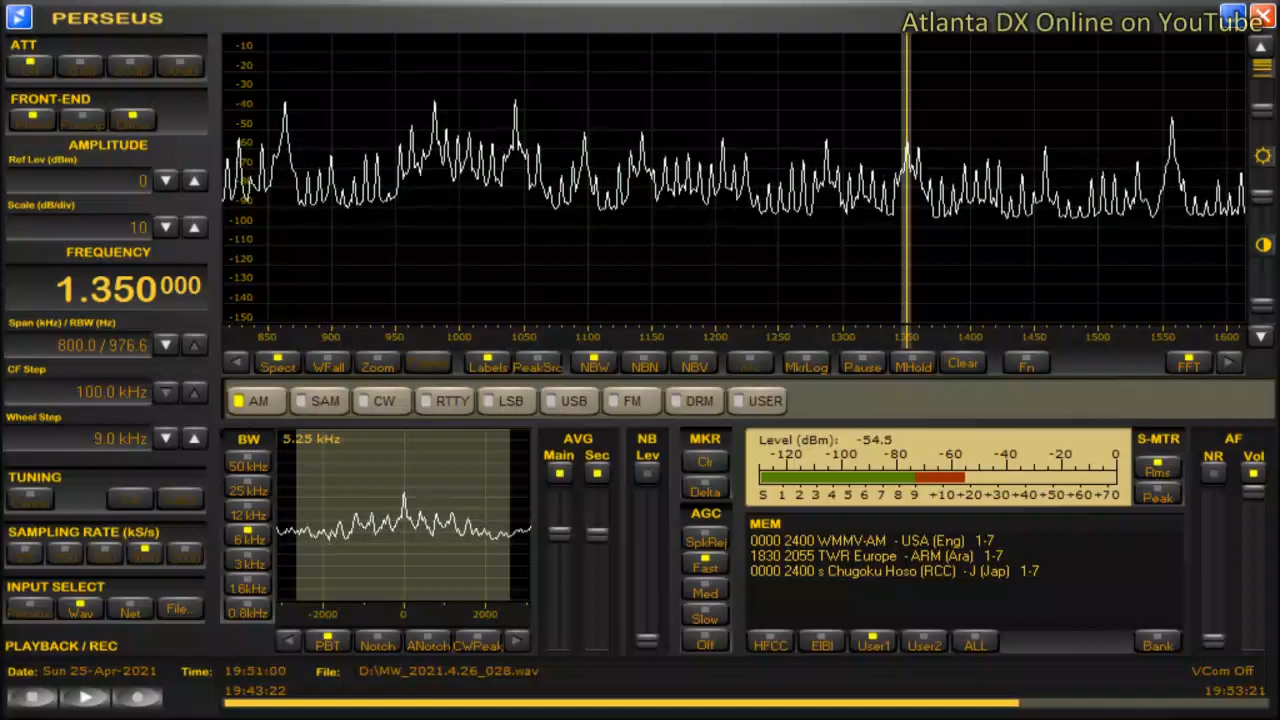 PERSEUS
Atlanta DX Online on YouTube
ATT
FRONT-END
AMPLITUDE
Ref Lev (dBm)
0
Scale (dB/div)
10
FREQUENCY
1.350000
Span (kHz) / RBW (Hz)
800.0 / 976.6
CF Step
100.0 kHz
Wheel Step
9.0 kHz
TUNING
SAMPLING RATE (kS/s)
INPUT SELECT
Wav Net File..
PLAYBACK / REC
-10
-20
-30
-40
-50
-60
-70
-80
-90
-100
-110
-120
-130
-140
-150
850 900 950 1000 1050 1100 1150 1200 1250 1300 1350 1400 1450 1500 1550 1600
Spect WFall Zoom Labels PeakSrc NBW NBN NBV MkrLog Pause MHold Clear Fn FFT
AM SAM CW RTTY LSB USB FM DRM USER
BW
50 kHz
25 kHz
12 kHz
6 kHz
3 kHz
1.6kHz
0.8kHz
5.25 kHz
-2000 0 2000
PBT Notch ANotch CWPeak
AVG
Main Sec
NB
Lev
MKR
Clr
Delta
AGC
SpkRej
Fast
Med
Slow
Off
Level (dBm): -54.5
-120 -100 -80 -60 -40 -20 0
S 1 2 3 4 5 6 7 8 9 +10+20+30+40+50+60+70
S-MTR
Rms
Peak
AF
NR Vol
MEM
0000 2400 WMMV-AM - USA (Eng) 1-7
1830 2055 TWR Europe - ARM (Ara) 1-7
0000 2400 s Chugoku Hoso (RCC) - J (Jap) 1-7
HFCC EIBI User1 User2 ALL Bank
Date: Sun 25-Apr-2021 Time: 19:51:00 File: D:\MW_2021.4.26_028.wav VCom Off
19:43:22 19:53:21